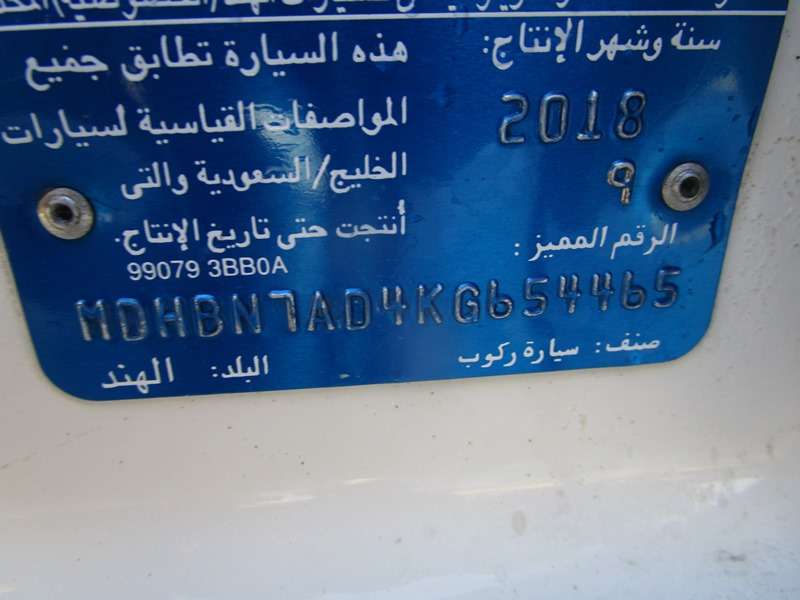 سنة وشهر الإنتاج:
2018
9
هذه السيارة تطابق جميع
المواصفات القياسية لسيارات
الخليج/السعودية والتى
أنتجت حتى تاريخ الإنتاج.
99079 3BB0A
الرقم المميز:
MDHBN7AD4KG654465
صنف: سيارة ركوب
البلد: الهند